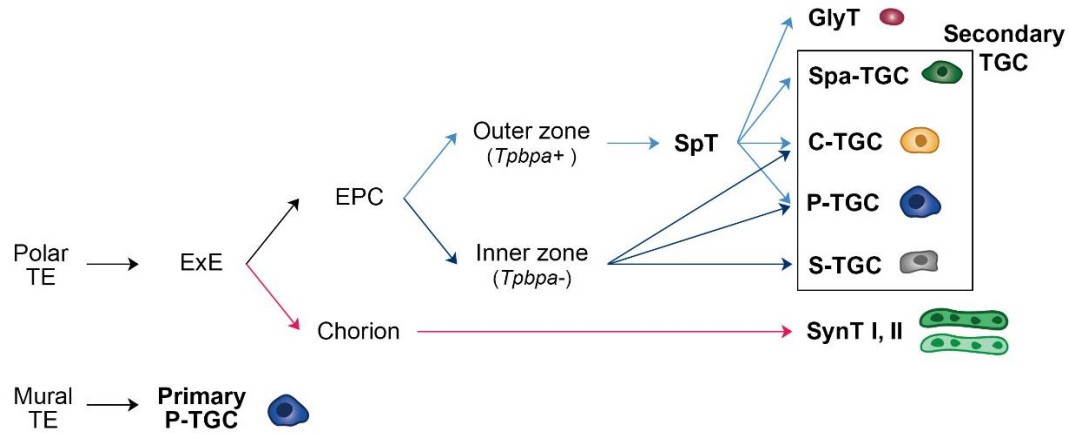 GlyT
Secondary
TGC
Spa-TGC
Outer zone
(Tpbpa+ )
SpT
C-TGC
EPC
P-TGC
Polar
TE
ExE
Inner zone
(Tpbpa-)
S-TGC
Chorion
SynT I, II
Mural
TE
Primary
P-TGC